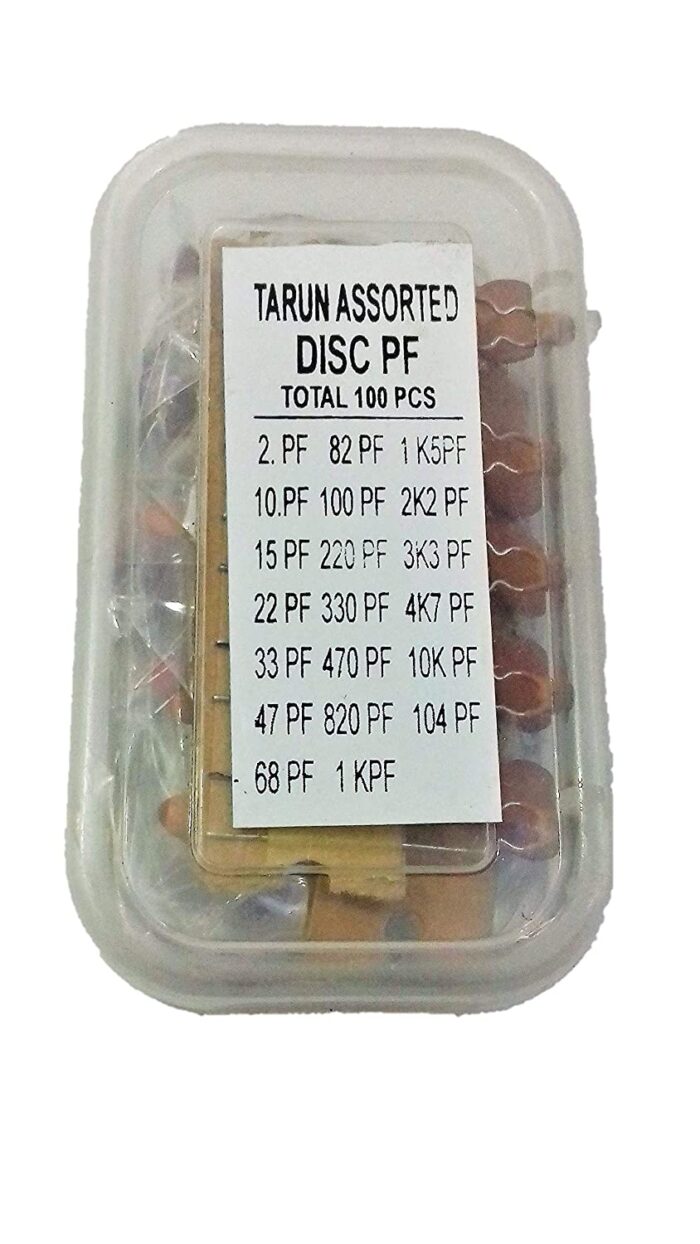 TARUN ASSORTED
DISC PF
TOTAL 100 PCS
2. PF 82 PF 1 K5PF
10.PF 100 PF 2K2 PF
15 PF 220 PF 3K3 PF
22 PF 330 PF 4K7 PF
33 PF 470 PF 10K PF
47 PF 820 PF 104 PF
68 PF 1 KPF